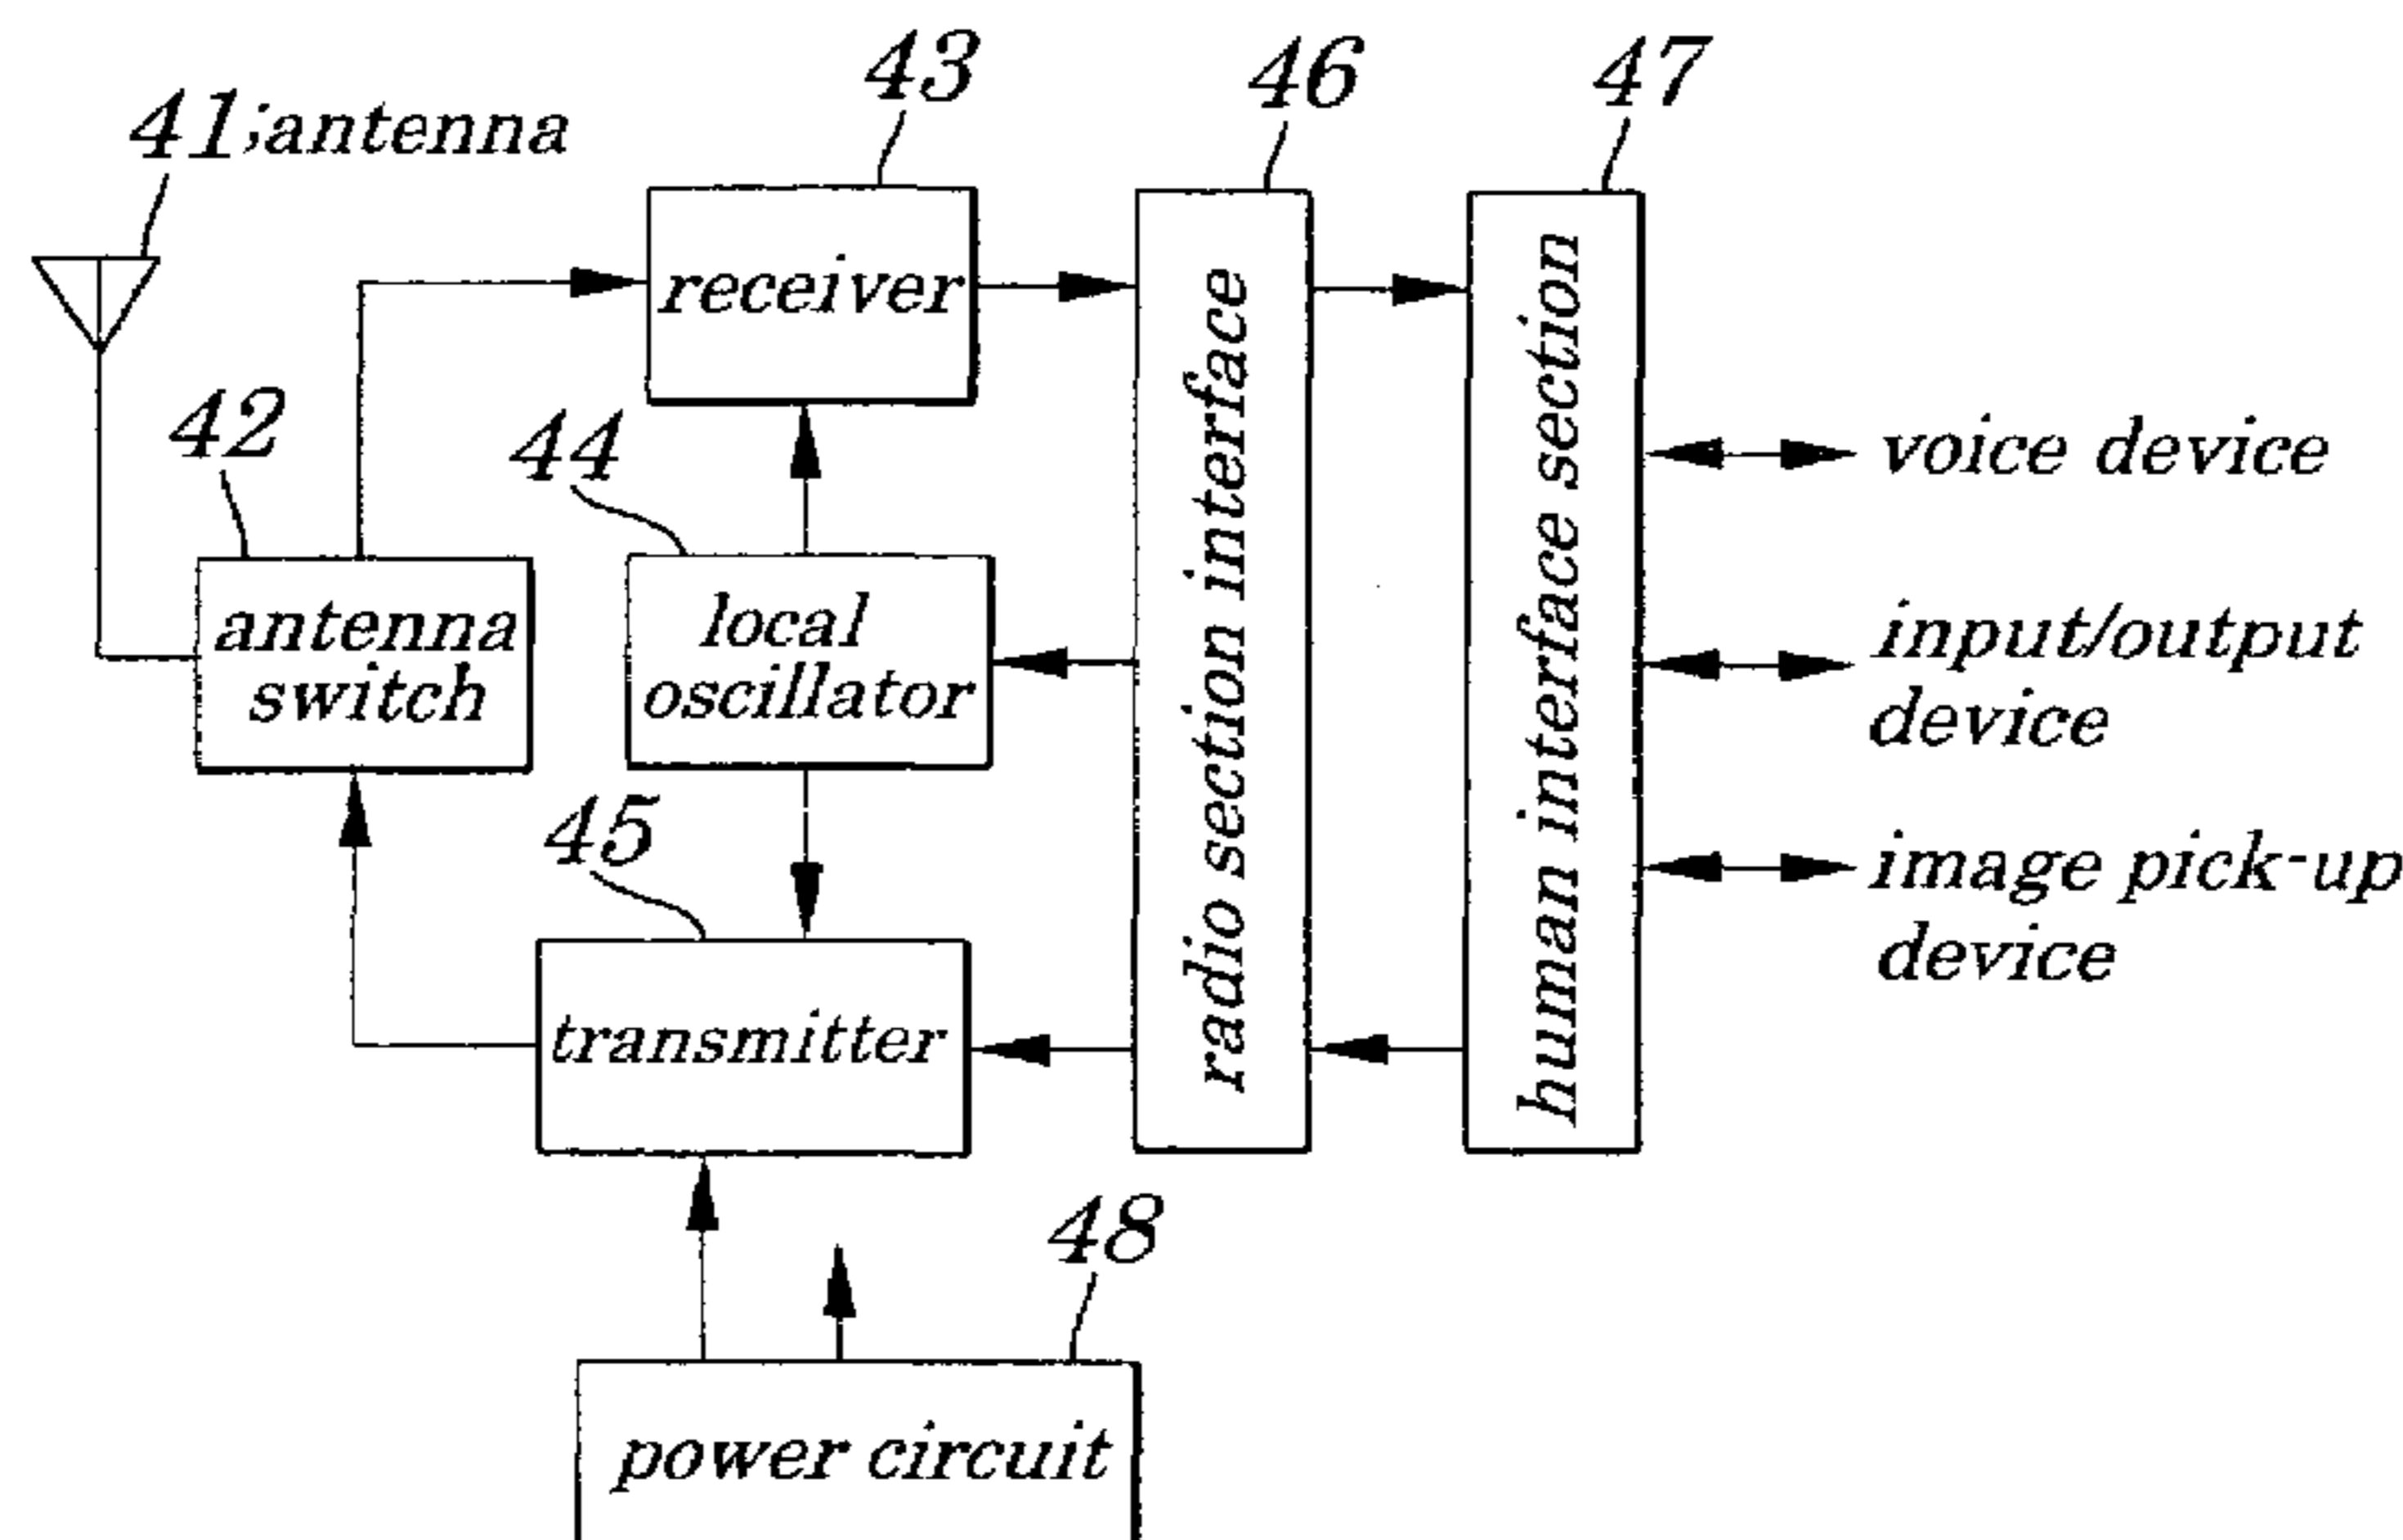 43
46
47
41;antenna
receiver
42
44
radio section interface
human interface section
voice device
antenna
switch
local
oscillator
input/output
device
45
image pick-up
device
transmitter
48
power circuit